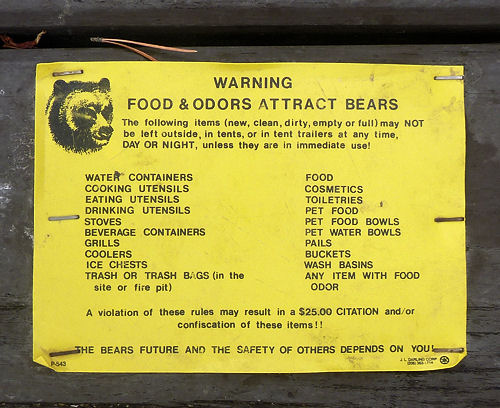 WARNING
FOOD & ODORS ATTRACT BEARS
The following items (new, clean, dirty, empty or full) may NOT
be left outside, in tents, or in tent trailers at any time,
DAY OR NIGHT, unless they are in immediate use!
WATER CONTAINERS
COOKING UTENSILS
EATING UTENSILS
DRINKING UTENSILS
STOVES
BEVERAGE CONTAINERS
GRILLS
COOLERS
ICE CHESTS
TRASH OR TRASH BAGS (in the
site or fire pit)
FOOD
COSMETICS
TOILETRIES
PET FOOD
PET FOOD BOWLS
PET WATER BOWLS
PAILS
BUCKETS
WASH BASINS
ANY ITEM WITH FOOD
ODOR
A violation of these rules may result in a $25.00 CITATION and/or
confiscation of these items!!
THE BEARS FUTURE AND THE SAFETY OF OTHERS DEPENDS ON YOU!
P-543
J. L. DARLING CORP